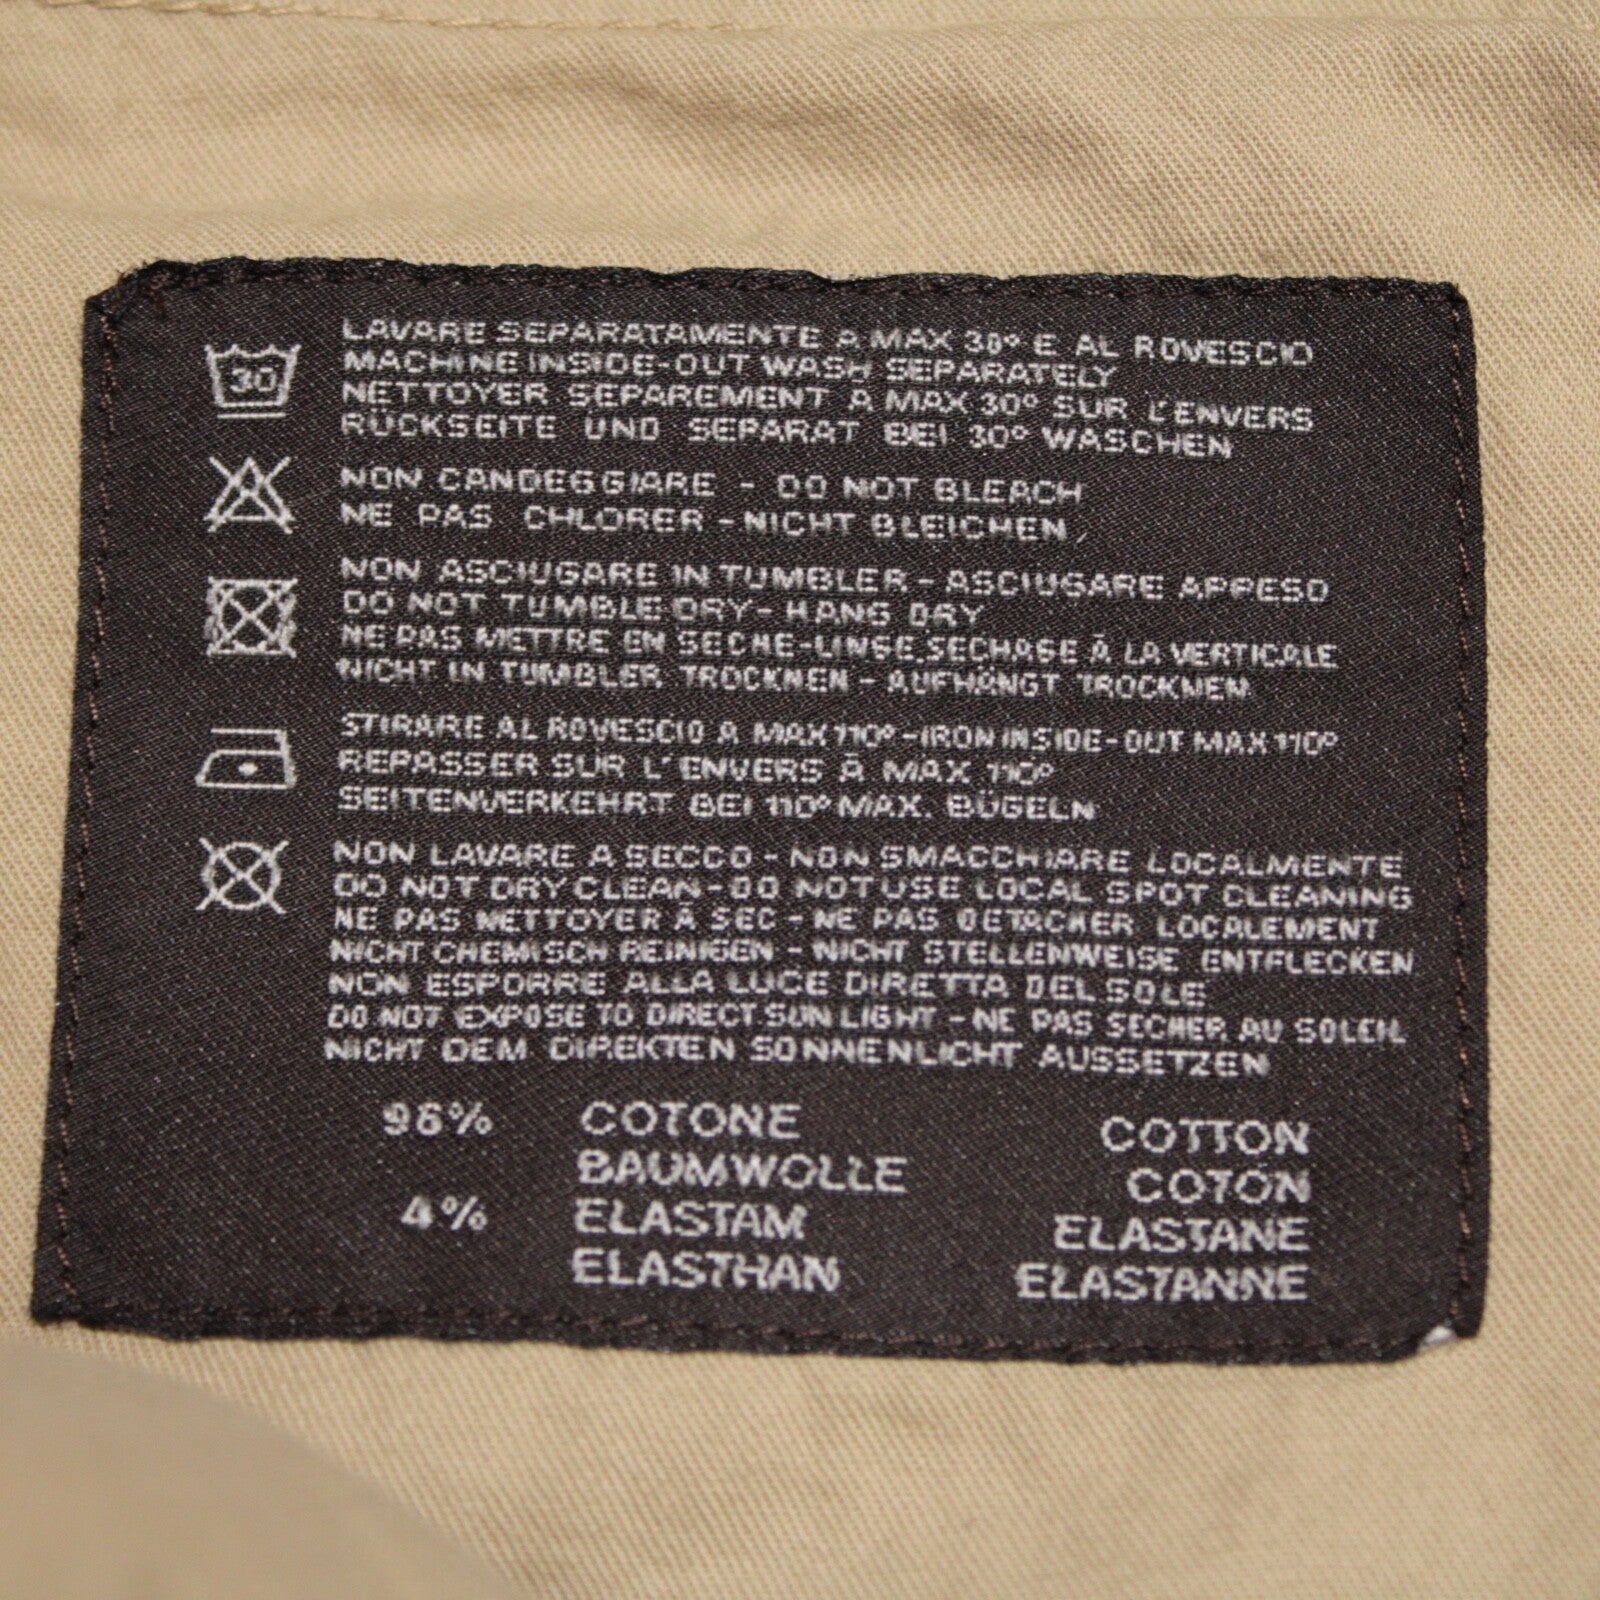 LAVARE SEPARATAMENTE A MAX 30° E AL ROVESCIO
30
MACHINE INSIDE-OUT WASH SEPARATELY
NETTOYER SEPAREMENT A MAX 30° SUR L'ENVERS
RÜCKSEITE UND SEPARAT BEI 30° WASCHEN
NON CANDEGGIARE - DO NOT BLEACH
NE PAS CHLORER - NICHT BLEICHEN
NON ASCIUGARE IN TUMBLER - ASCIUGARE APPESO
DO NOT TUMBLE DRY - HANG DRY
NE PAS METTRE EN SECHE-LINGE, SECHAGE À LA VERTICALE
NICHT IN TUMBLER TROCKNEN - AUFHÄNGT TROCKNEM
STIRARE AL ROVESCIO A MAX 110° - IRON INSIDE-OUT MAX 110°
REPASSER SUR L'ENVERS À MAX 110°
SEITENVERKEHRT BEI 110° MAX. BÜGELN
NON LAVARE A SECCO - NON SMACCHIARE LOCALMENTE
DO NOT DRY CLEAN - DO NOT USE LOCAL SPOT CLEANING
NE PAS NETTOYER À SEC - NE PAS DETACHER LOCALEMENT
NICHT CHEMISCH REINIGEN - NICHT STELLENWEISE ENTFLECKEN
NON ESPORRE ALLA LUCE DIRETTA DEL SOLE
DO NOT EXPOSE TO DIRECT SUN LIGHT - NE PAS SECHER AU SOLEIL
NICHT DEM DIREKTEN SONNENLICHT AUSSETZEN
96% COTONE COTTON
BAUMWOLLE COTÓN
4% ELASTAM ELASTANE
ELASTHAN ELASTANNE